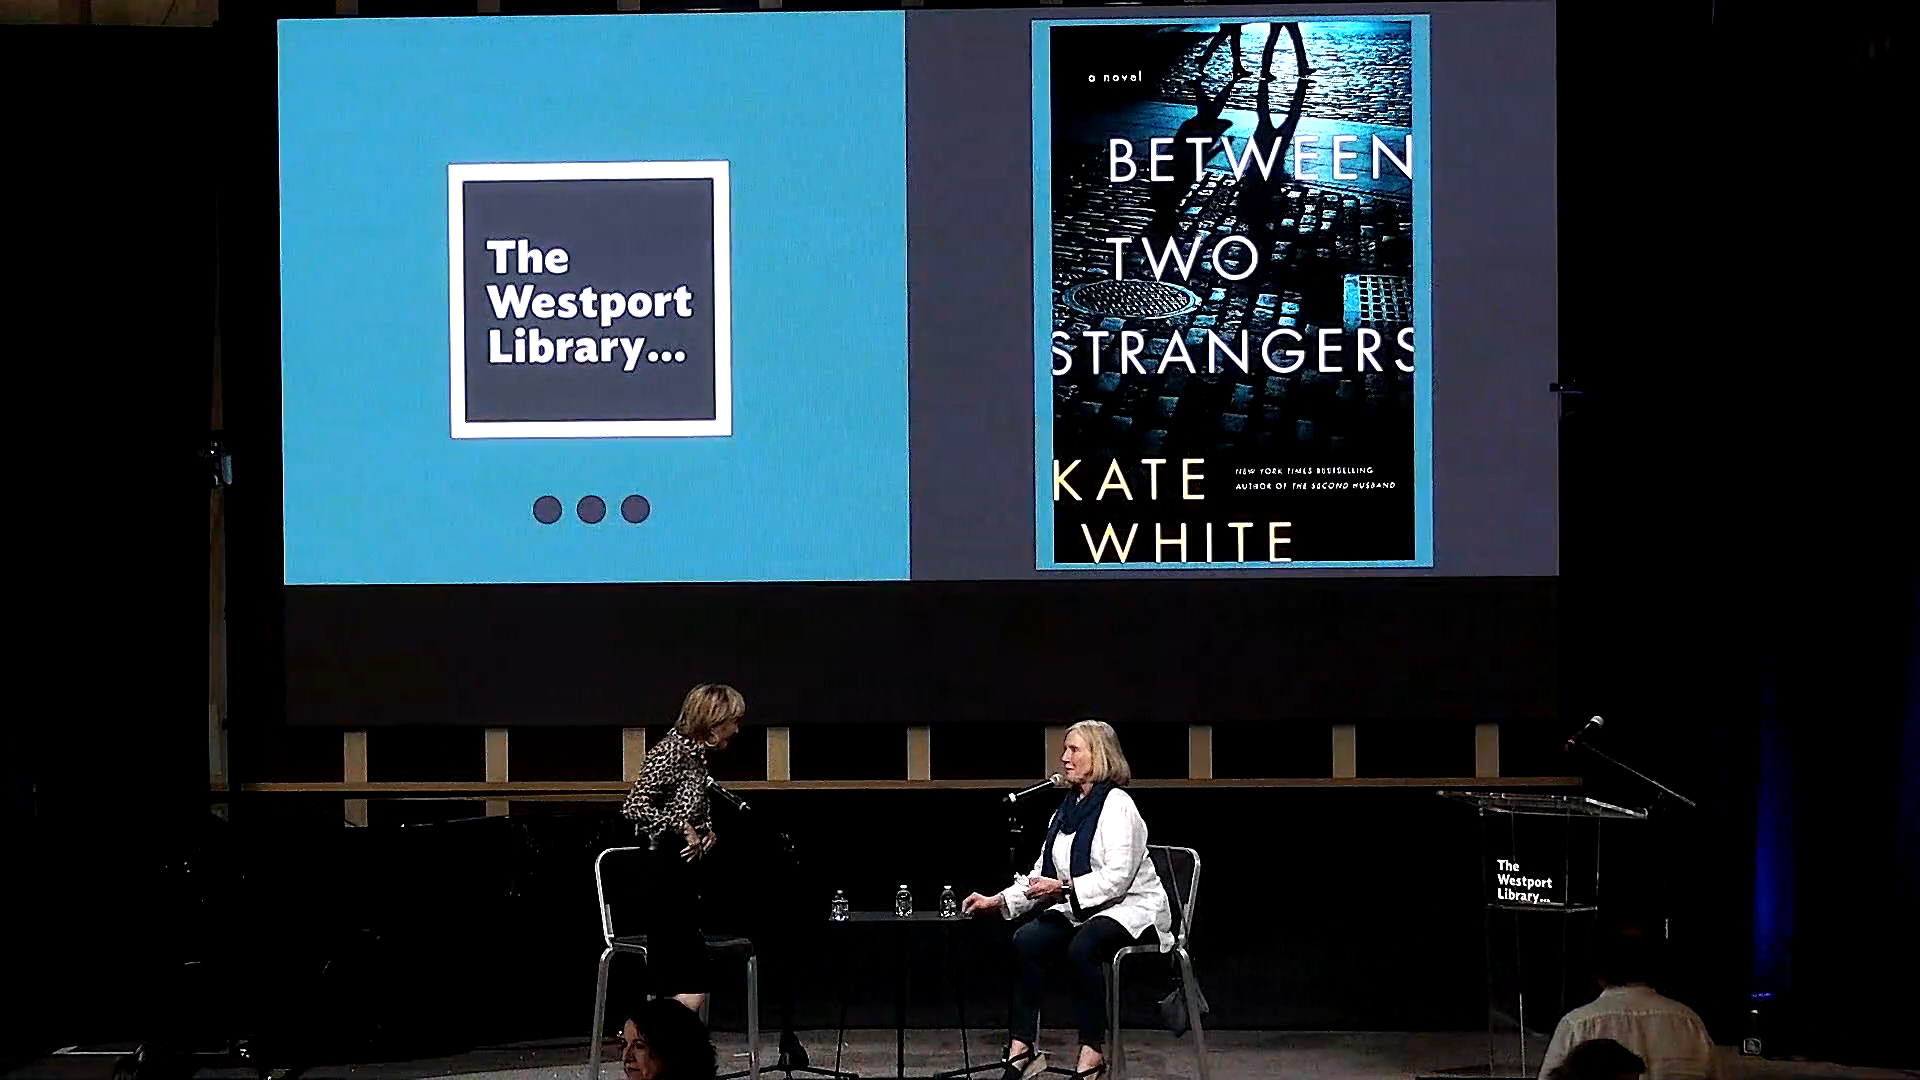 The
Westport
Library...
a novel
BETWEEN
TWO
STRANGERS
KATE
WHITE
NEW YORK TIMES BESTSELLING
AUTHOR OF THE SECOND HUSBAND
The
Westport
Library...